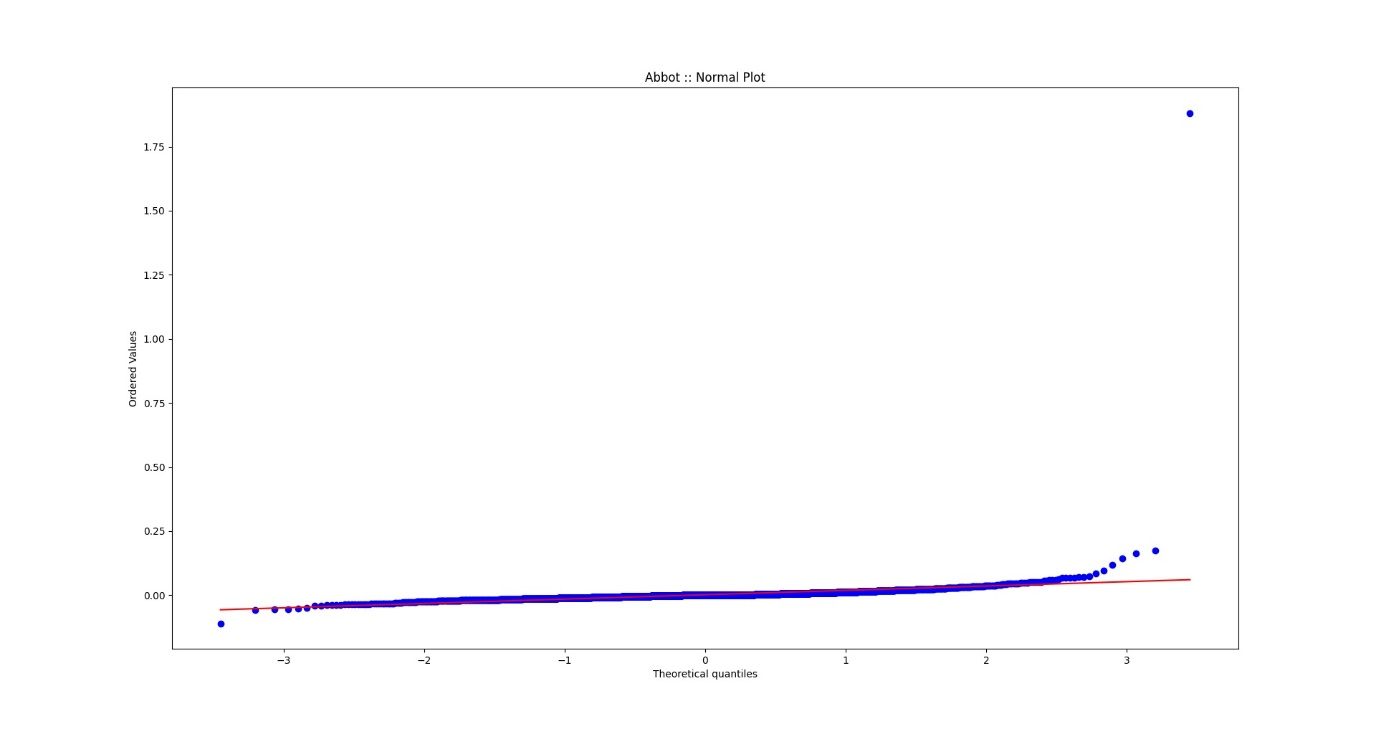 Abbot :: Normal Plot
1.75
1.50
1.25
1.00
0.75
0.50
0.25
0.00
Ordered Values
−3 −2 −1 0 1 2 3
Theoretical quantiles